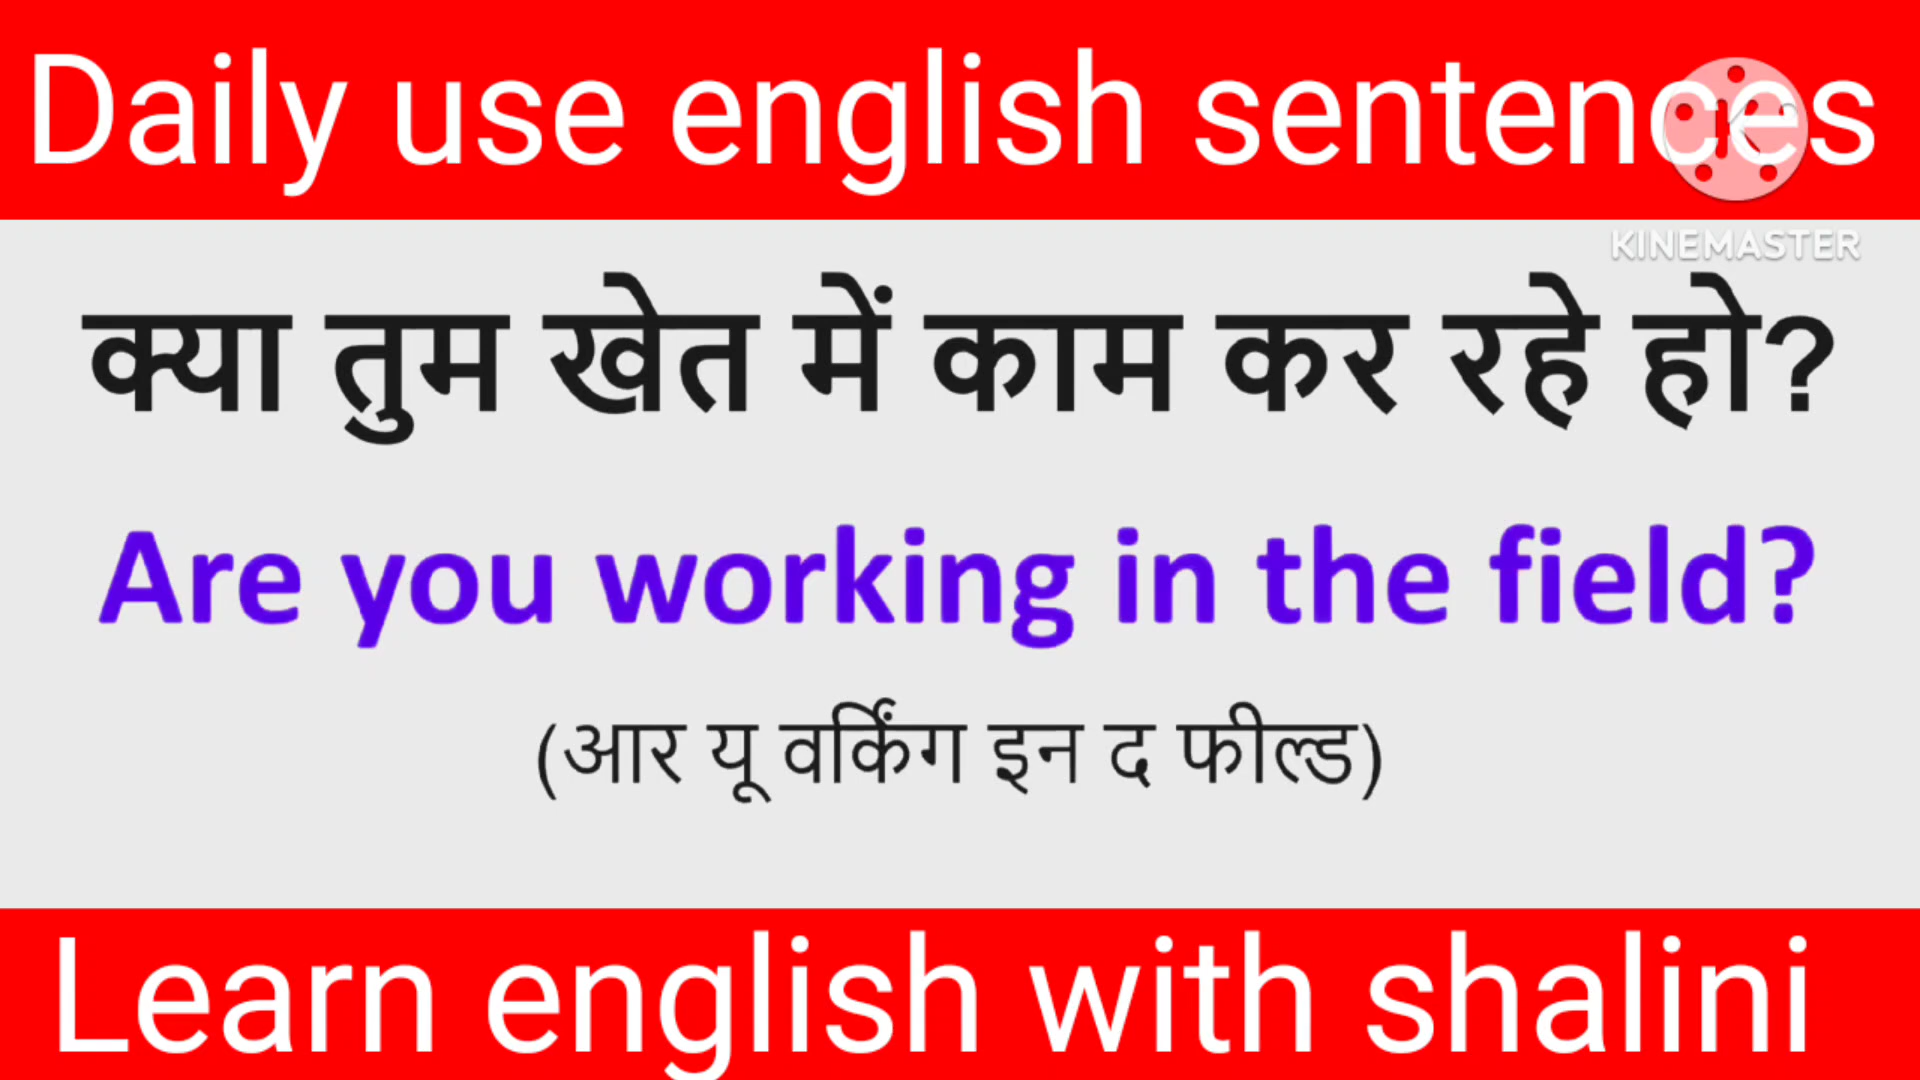 Daily use english sentences
KINEMASTER
क्या तुम खेत में काम कर रहे हो?
Are you working in the field?
(आर यू वर्किंग इन द फील्ड)
Learn english with shalini